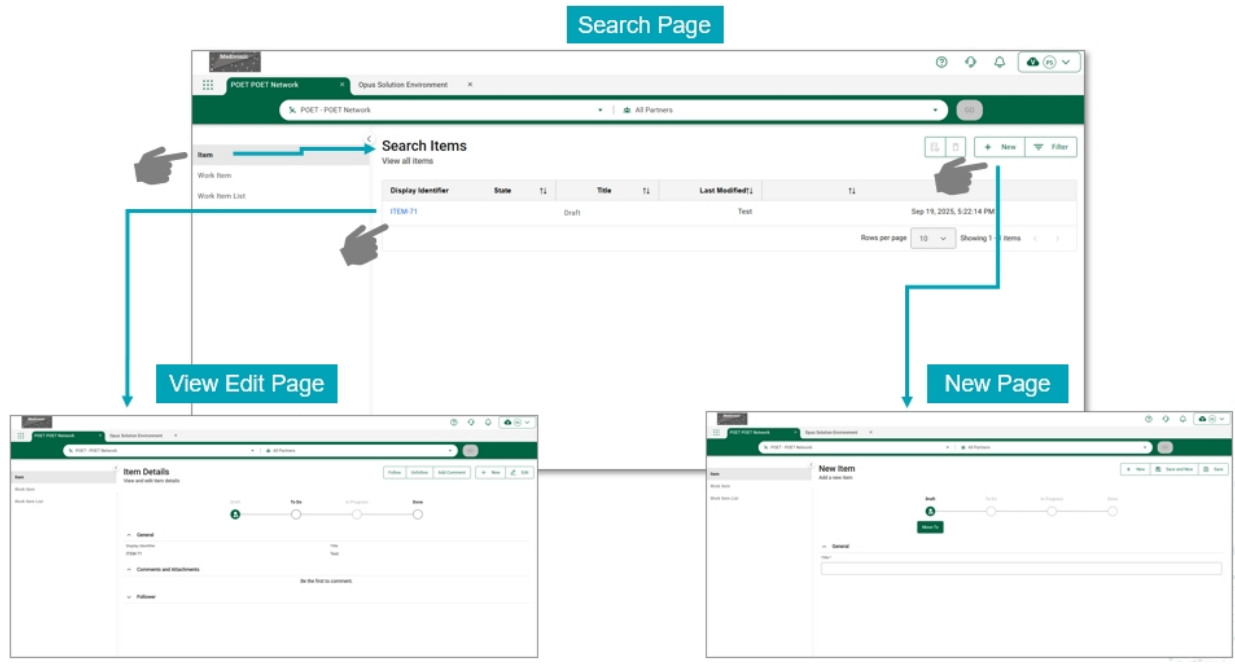 Search Page
POET POET Network × Opus Solution Environment ×
PS
POET - POET Network All Partners GO
Search Items
View all items
+ New Filter
Item
Work Item
Work Item List
Display Identifier State Title Last Modified
ITEM-71 Draft Test Sep 19, 2025, 5:22:14 PM
Rows per page 10 Showing 1 - 1 items
View Edit Page
POET POET Network × Opus Solution Environment ×
POET - POET Network All Partners
Item
Work Item
Work Item List
Item Details
View and edit item details
Follow Unfollow Add Comment + New Edit
Draft To Do In Progress Done
General
Display Identifier Title
ITEM-71 Test
Comments and Attachments
Be the first to comment.
Follower
New Page
POET POET Network × Opus Solution Environment ×
POET - POET Network All Partners
Item
Work Item
Work Item List
New Item
Add a new item
+ New Save and New Save
Draft To Do In Progress Done
Move To
General
Title *